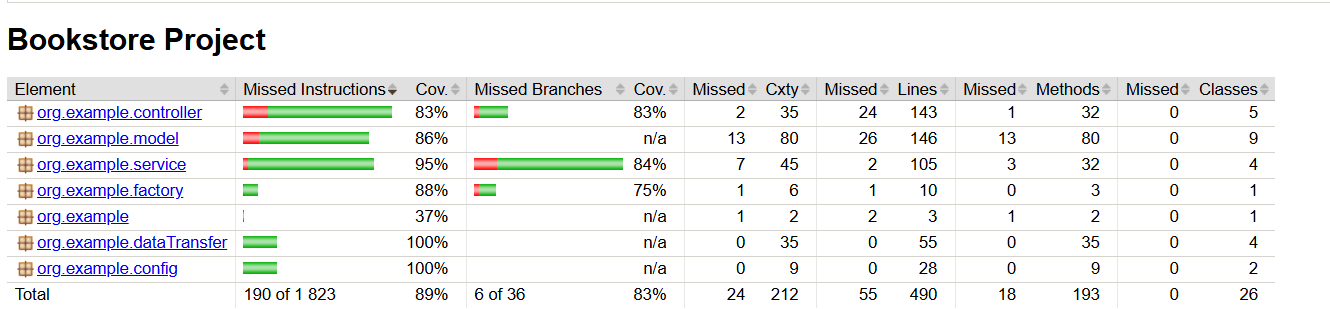 Bookstore Project
Element Missed Instructions Cov. Missed Branches Cov. Missed Cxty Missed Lines Missed Methods Missed Classes
org.example.controller 83% 83% 2 35 24 143 1 32 0 5
org.example.model 86% n/a 13 80 26 146 13 80 0 9
org.example.service 95% 84% 7 45 2 105 3 32 0 4
org.example.factory 88% 75% 1 6 1 10 0 3 0 1
org.example 37% n/a 1 2 2 3 1 2 0 1
org.example.dataTransfer 100% n/a 0 35 0 55 0 35 0 4
org.example.config 100% n/a 0 9 0 28 0 9 0 2
Total 190 of 1 823 89% 6 of 36 83% 24 212 55 490 18 193 0 26